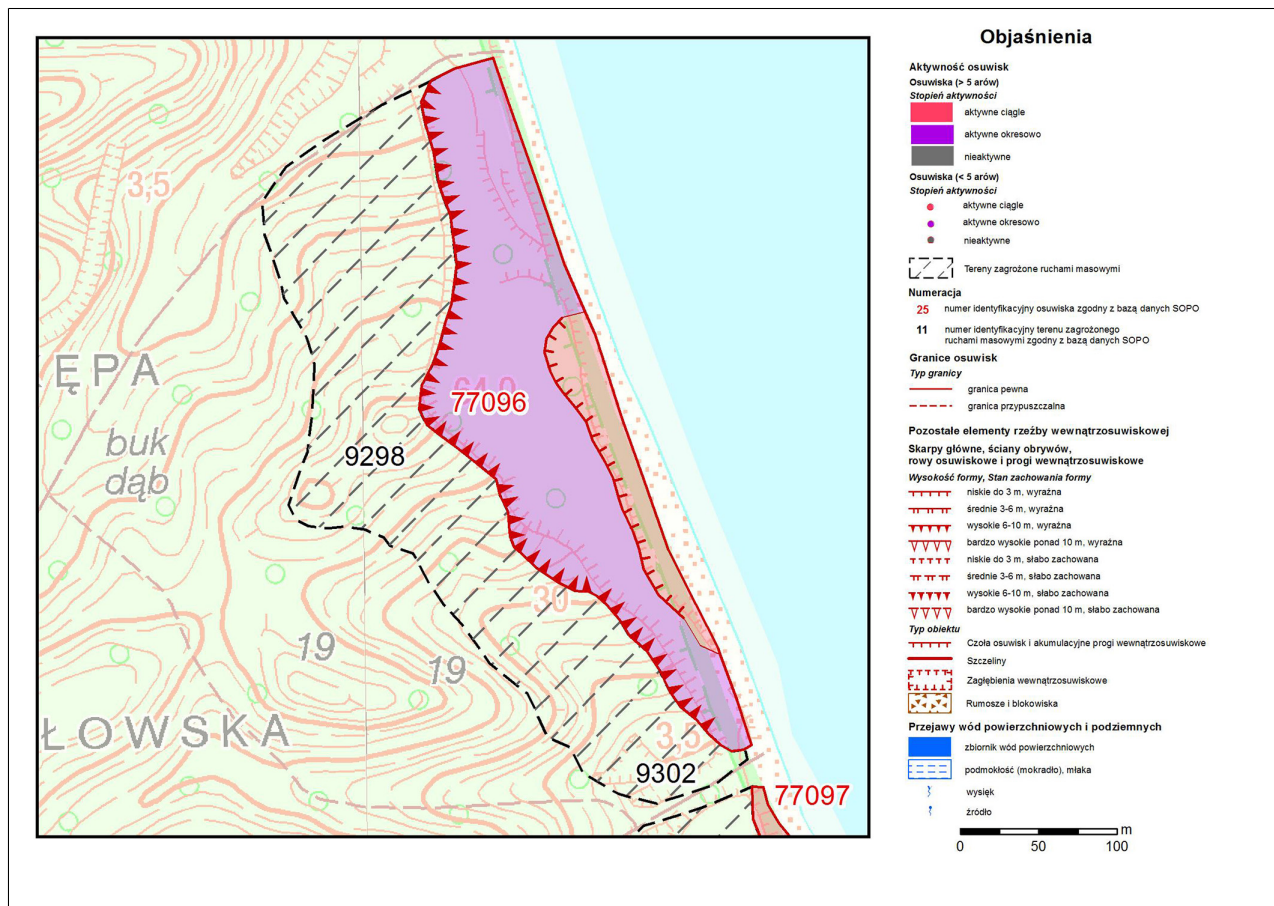 3,5
ĘPA
buk
dąb
64,0
77096
9298
30
19
19
ŁOWSKA
3,5
9302
77097
Objaśnienia
Aktywność osuwisk
Osuwiska (> 5 arów)
Stopień aktywności
aktywne ciągle
aktywne okresowo
nieaktywne
Osuwiska (< 5 arów)
Stopień aktywności
aktywne ciągle
aktywne okresowo
nieaktywne
Tereny zagrożone ruchami masowymi
Numeracja
25 numer identyfikacyjny osuwiska zgodny z bazą danych SOPO
11 numer identyfikacyjny terenu zagrożonego
ruchami masowymi zgodny z bazą danych SOPO
Granice osuwisk
Typ granicy
granica pewna
granica przypuszczalna
Pozostałe elementy rzeźby wewnątrzosuwiskowej
Skarpy główne, ściany obrywów,
rowy osuwiskowe i progi wewnątrzosuwiskowe
Wysokość formy, Stan zachowania formy
niskie do 3 m, wyraźna
średnie 3-6 m, wyraźna
wysokie 6-10 m, wyraźna
bardzo wysokie ponad 10 m, wyraźna
niskie do 3 m, słabo zachowana
średnie 3-6 m, słabo zachowana
wysokie 6-10 m, słabo zachowana
bardzo wysokie ponad 10 m, słabo zachowana
Typ obiektu
Czoła osuwisk i akumulacyjne progi wewnątrzosuwiskowe
Szczeliny
Zagłębienia wewnątrzosuwiskowe
Rumosze i blokowiska
Przejawy wód powierzchniowych i podziemnych
zbiornik wód powierzchniowych
podmokłość (mokradło), młaka
wysięk
źródło
m
0 50 100